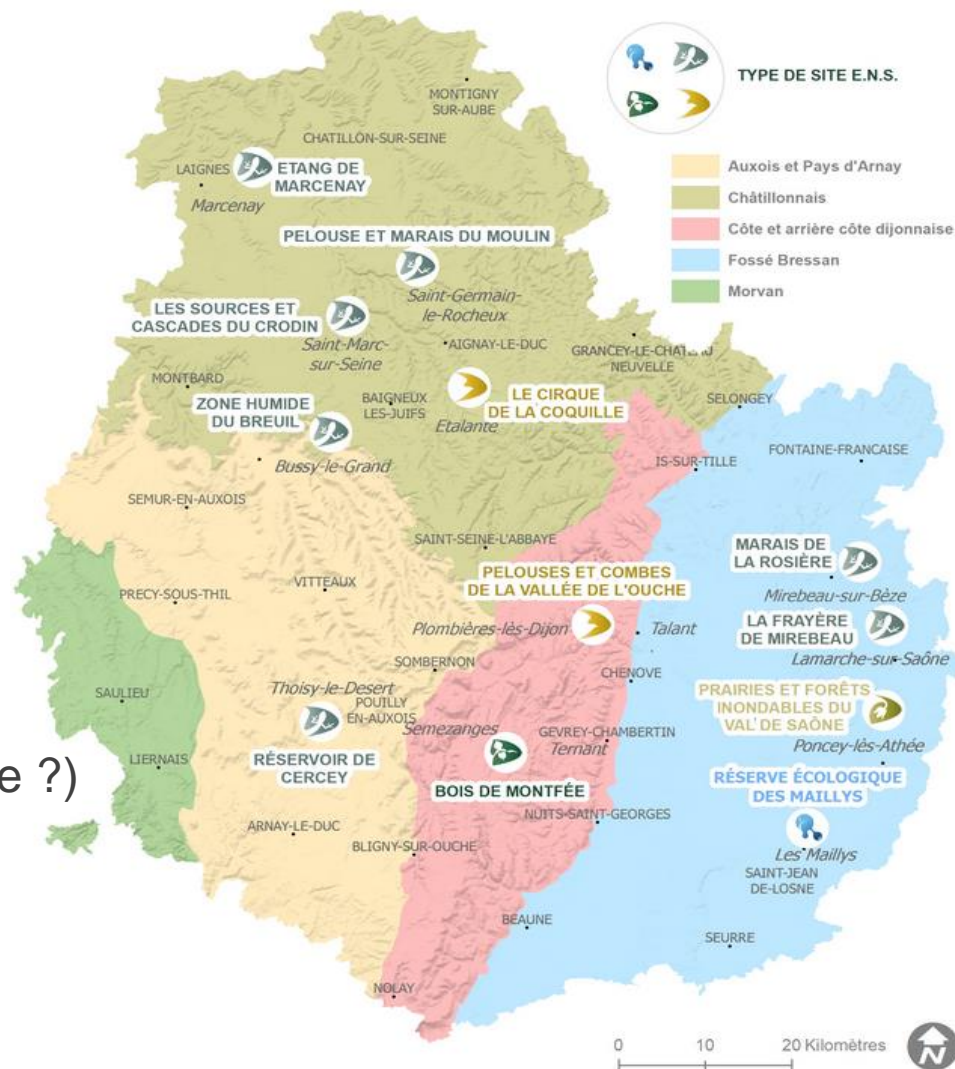 TYPE DE SITE E.N.S.
Auxois et Pays d'Arnay
Châtillonnais
Côte et arrière côte dijonnaise
Fossé Bressan
Morvan
MONTIGNY
SUR-AUBE
CHATILLON-SUR-SEINE
LAIGNES
ETANG DE
MARCENAY
Marcenay
PELOUSE ET MARAIS DU MOULIN
Saint-Germain-
le-Rocheux
LES SOURCES ET
CASCADES DU CRODIN
Saint-Marc-
sur-Seine
AIGNAY-LE-DUC
GRANCEY-LE-CHATEAU
NEUVELLE
MONTBARD
BAIGNEUX
LES-JUIFS
LE CIRQUE
DE LA COQUILLE
Etalante
SELONGEY
ZONE HUMIDE
DU BREUIL
Bussy-le-Grand
IS-SUR-TILLE
FONTAINE-FRANCAISE
SEMUR-EN-AUXOIS
SAINT-SEINE-L'ABBAYE
MARAIS DE
LA ROSIÈRE
Mirebeau-sur-Bèze
PRECY-SOUS-THIL
VITTEAUX
PELOUSES ET COMBES
DE LA VALLÉE DE L'OUCHE
Plombières-lès-Dijon
Talant
LA FRAYÈRE
DE MIREBEAU
Lamarche-sur-Saône
SOMBERNON
CHENOVE
SAULIEU
Thoisy-le-Desert
POUILLY
EN-AUXOIS
Semezanges
GEVREY-CHAMBERTIN
Ternant
PRAIRIES ET FORÊTS
INONDABLES DU
VAL DE SAÔNE
Poncey-lès-Athée
LIERNAIS
RÉSERVOIR DE
CERCEY
BOIS DE MONTFÉE
RÉSERVE ÉCOLOGIQUE
DES MAILLYS
e ?)
ARNAY-LE-DUC
BLIGNY-SUR-OUCHE
NUITS-SAINT-GEORGES
Les Maillys
SAINT-JEAN
DE-LOSNE
BEAUNE
SEURRE
NOLAY
0 10 20 Kilomètres
N